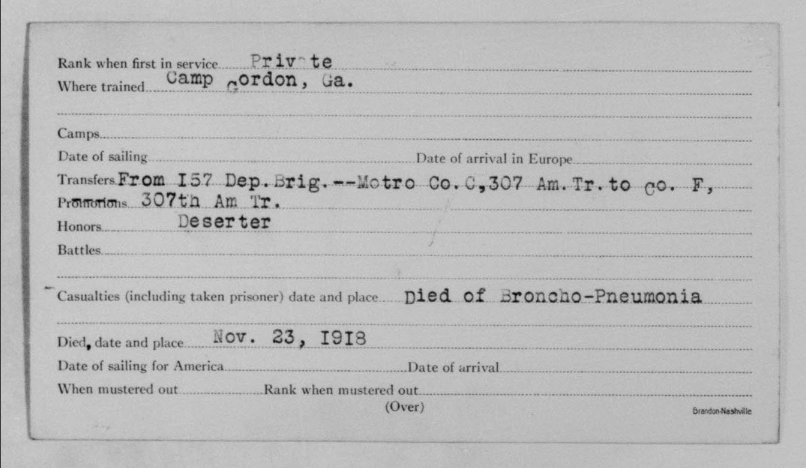 Rank when first in service Private
Where trained Camp Gordon, Ga.
Camps
Date of sailing Date of arrival in Europe
Transfers From I57 Dep.Brig.--Motro Co.C,307 Am.Tr.to Co. F,
Promotions 307th Am Tr.
Honors Deserter
Battles
Casualties (including taken prisoner) date and place Died of Broncho-Pneumonia
Died, date and place Nov. 23, I9I8
Date of sailing for America Date of arrival
When mustered out Rank when mustered out
(Over)
Brandon-Nashville